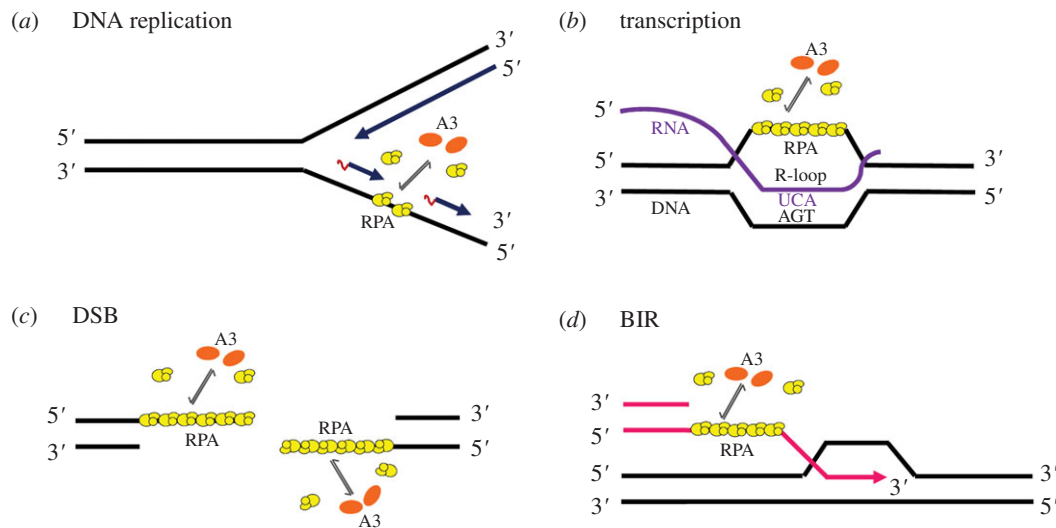 (a) DNA replication
3′
5′
A3
5′
3′
RPA
3′
5′
(b) transcription
A3
5′
RNA
RPA
5′
3′
R-loop
3′
UCA
5′
DNA
AGT
(c) DSB
A3
5′
3′
RPA
RPA
3′
5′
A3
(d) BIR
A3
3′
5′
RPA
5′
3′
3′
3′
5′